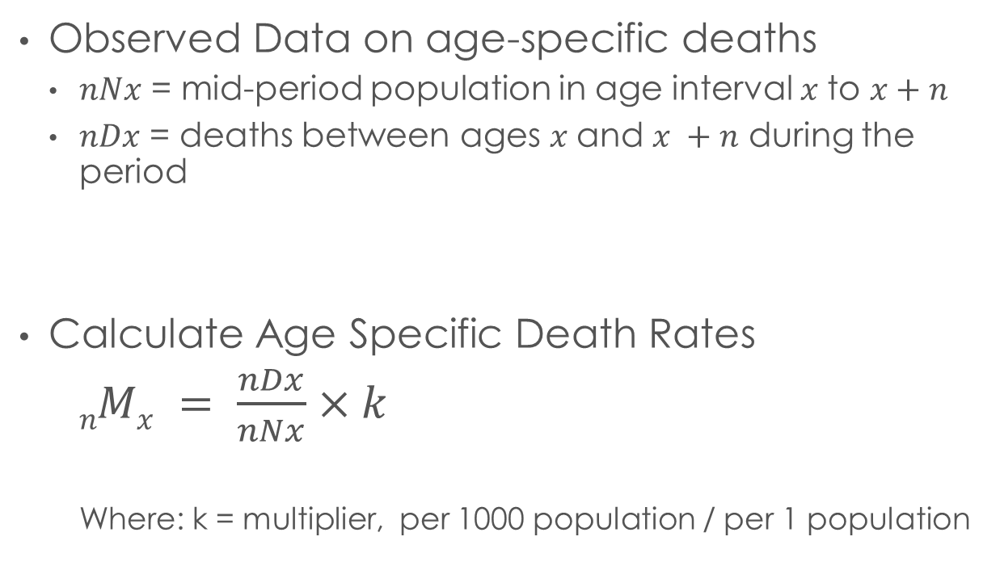 • Observed Data on age-specific deaths
• nNx = mid-period population in age interval x to x + n
• nDx = deaths between ages x and x + n during the
period
• Calculate Age Specific Death Rates
ₙMₓ = nDx/nNx × k
Where: k = multiplier, per 1000 population / per 1 population